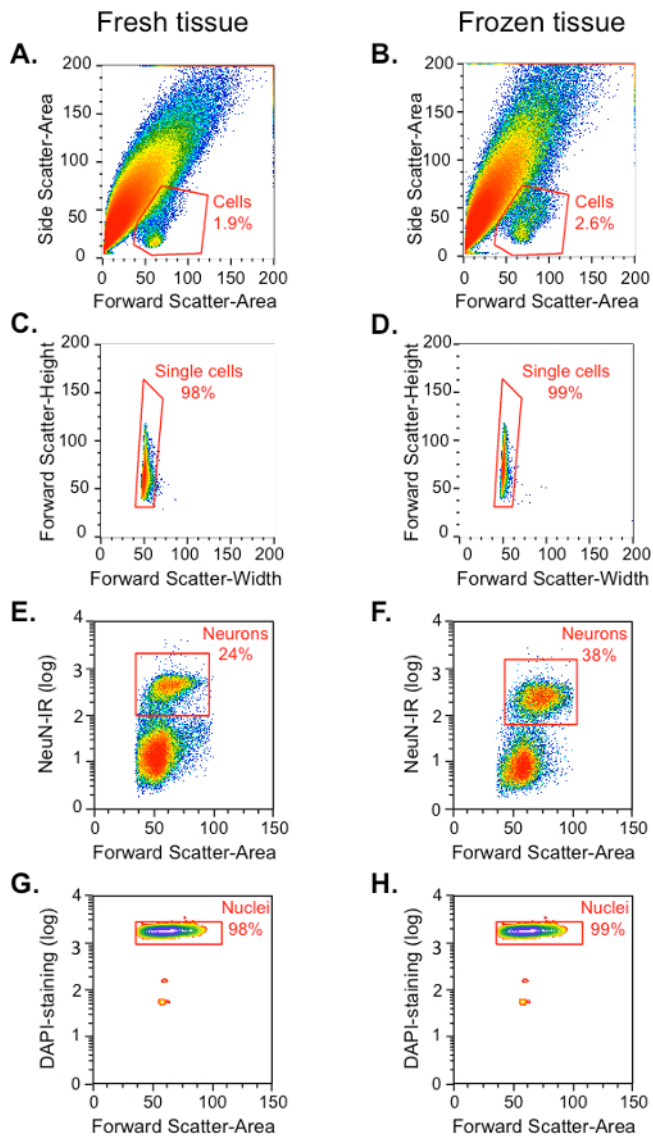 Fresh tissue
Frozen tissue
A.
200
150
100
50
0
Side Scatter-Area
Cells
1.9%
0 50 100 150 200
Forward Scatter-Area
B.
200
150
100
50
0
Side Scatter-Area
Cells
2.6%
0 50 100 150 200
Forward Scatter-Area
C.
200
150
100
50
0
Forward Scatter-Height
Single cells
98%
0 50 100 150 200
Forward Scatter-Width
D.
200
150
100
50
0
Forward Scatter-Height
Single cells
99%
0 50 100 150 200
Forward Scatter-Width
E.
4
3
2
1
0
NeuN-IR (log)
Neurons
24%
0 50 100 150
Forward Scatter-Area
F.
4
3
2
1
0
NeuN-IR (log)
Neurons
38%
0 50 100 150
Forward Scatter-Area
G.
4
3
2
1
0
DAPI-staining (log)
Nuclei
98%
0 50 100 150
Forward Scatter-Area
H.
4
3
2
1
0
DAPI-staining (log)
Nuclei
99%
0 50 100 150
Forward Scatter-Area